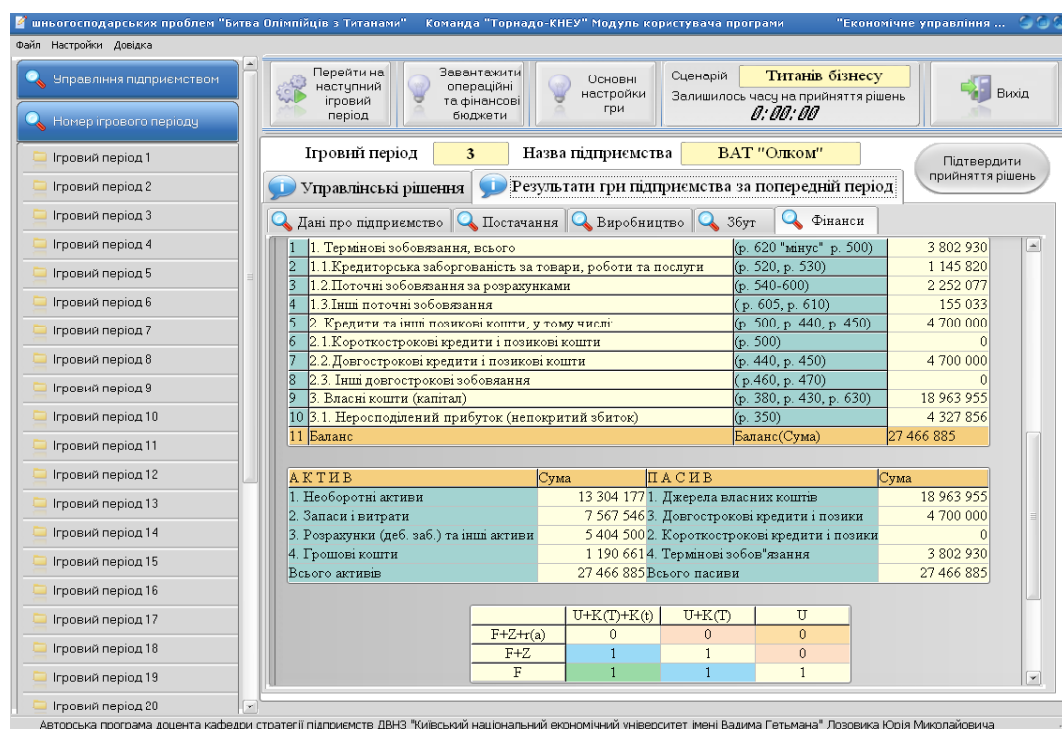 шньогосподарських проблем "Битва Олімпійців з Титанами" Команда "Торнадо-КНЕУ" Модуль користувача програми "Економічне управління ...
Файл Настройки Довідка
Управління підприємством
Номер ігрового періоду
Ігровий період 1
Ігровий період 2
Ігровий період 3
Ігровий період 4
Ігровий період 5
Ігровий період 6
Ігровий період 7
Ігровий період 8
Ігровий період 9
Ігровий період 10
Ігровий період 11
Ігровий період 12
Ігровий період 13
Ігровий період 14
Ігровий період 15
Ігровий період 16
Ігровий період 17
Ігровий період 18
Ігровий період 19
Ігровий період 20
Перейти на
наступний
ігровий
період
Завантажити
операційні
та фінансові
бюджети
Основні
настройки
гри
Сценарій Титанів бізнесу
Залишилось часу на прийняття рішень
0:00:00
Вихід
Ігровий період 3 Назва підприємства ВАТ "Олком"
Підтвердити
прийняття рішень
Управлінські рішення Результати гри підприємства за попередній період
Дані про підприємство Постачання Виробництво Збут Фінанси
1 1. Термінові зобовязання, всього (р. 620 "мінус" р. 500) 3 802 930
2 1.1.Кредиторська заборгованість за товари, роботи та послуги (р. 520, р. 530) 1 145 820
3 1.2.Поточні зобовязання за розрахунками (р. 540-600) 2 252 077
4 1.3.Інші поточні зобовязання ( р. 605, р. 610) 155 033
5 2. Кредити та інші позикові кошти, у тому числі: (р. 500, р. 440, р. 450) 4 700 000
6 2.1.Короткострокові кредити і позикові кошти (р. 500) 0
7 2.2.Довгострокові кредити і позикові кошти (р. 440, р. 450) 4 700 000
8 2.3. Інші довгострокові зобовяання ( р.460, р. 470) 0
9 3. Власні кошти (капітал) (р. 380, р. 430, р. 630) 18 963 955
10 3.1. Неросподілений прибуток (непокритий збиток) (р. 350) 4 327 856
11 Баланс Баланс(Сума) 27 466 885
А К Т И В Сума П А С И В Сума
1. Необоротні активи 13 304 177 1. Джерела власних коштів 18 963 955
2. Запаси і витрати 7 567 546 3. Довгострокові кредити і позики 4 700 000
3. Розрахунки (деб. заб.) та інші активи 5 404 500 2. Короткострокові кредити і позики 0
4. Грошові кошти 1 190 661 4. Термінові зобов"язання 3 802 930
Всього активів 27 466 885 Всього пасиви 27 466 885
U+K(T)+K(t) U+K(T) U
F+Z+r(a) 0 0 0
F+Z 1 1 0
F 1 1 1
Авторська програма доцента кафедри стратегії підприємств ДВНЗ "Київський національний економічний університет імені Вадима Гетьмана" Лозовика Юрія Миколайовича